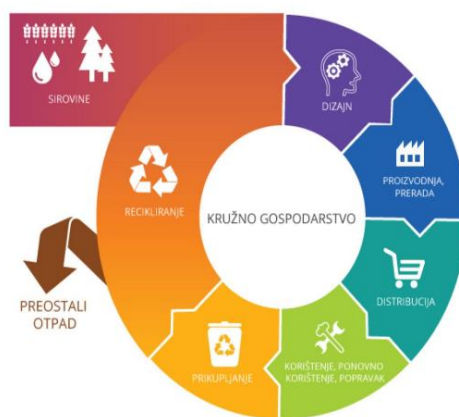 SIROVINE
DIZAJN
PROIZVODNJA,
PRERADA
RECIKLIRANJE
KRUŽNO GOSPODARSTVO
DISTRIBUCIJA
PREOSTALI
OTPAD
KORIŠTENJE, PONOVNO
KORIŠTENJE, POPRAVAK
PRIKUPLJANJE